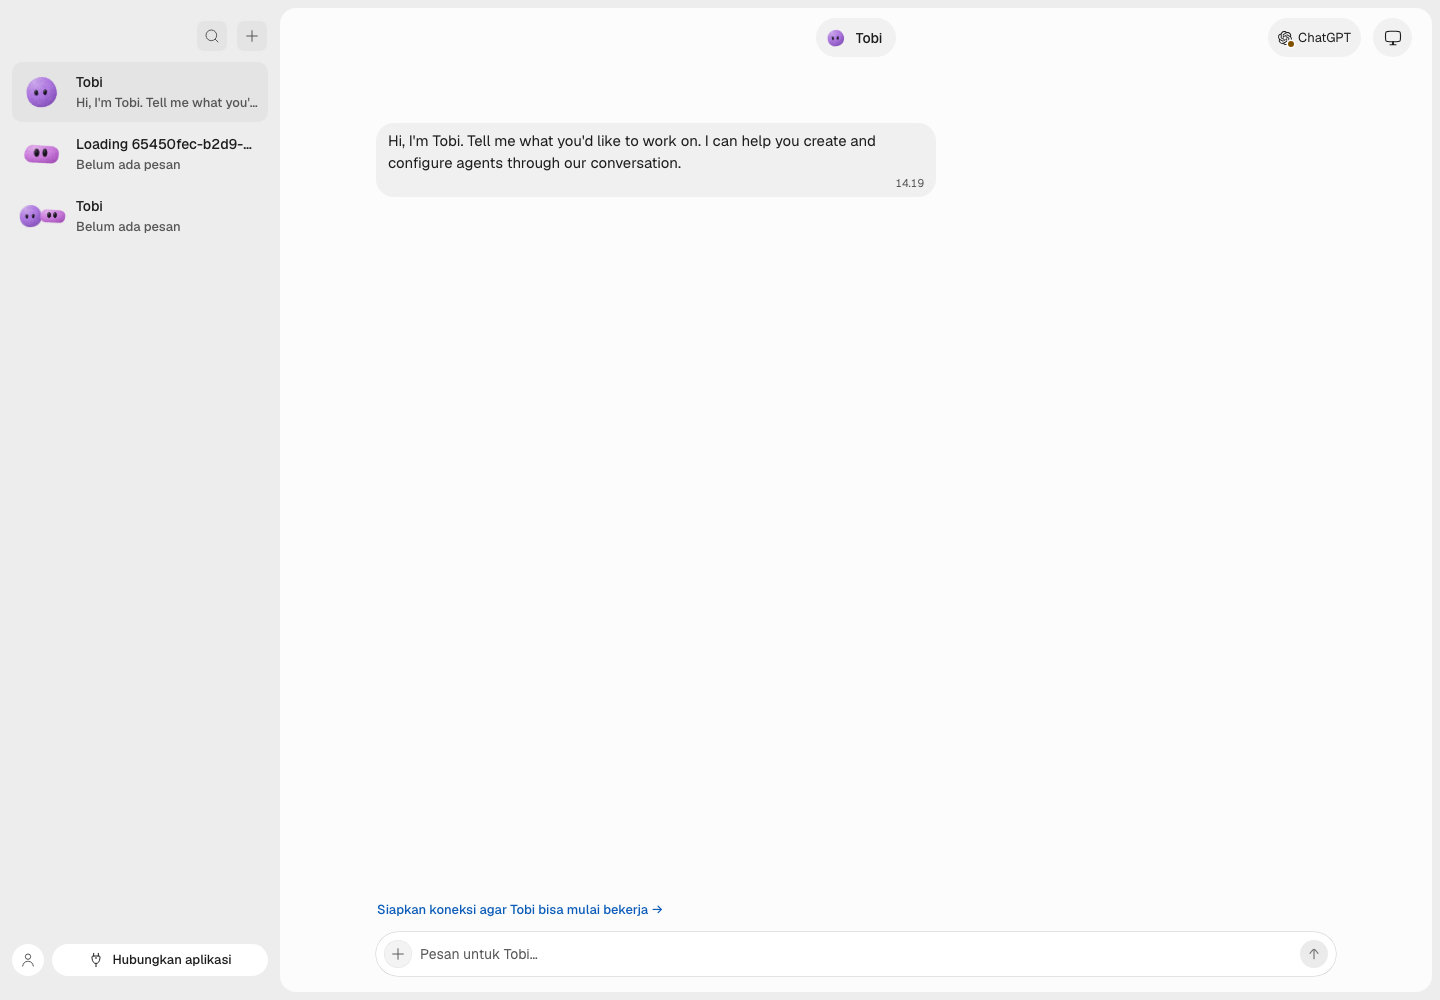 Tobi
Hi, I'm Tobi. Tell me what you'...
Loading 65450fec-b2d9-...
Belum ada pesan
Tobi
Belum ada pesan
Hubungkan aplikasi
Tobi
ChatGPT
Hi, I'm Tobi. Tell me what you'd like to work on. I can help you create and
configure agents through our conversation.
14.19
Siapkan koneksi agar Tobi bisa mulai bekerja →
Pesan untuk Tobi...